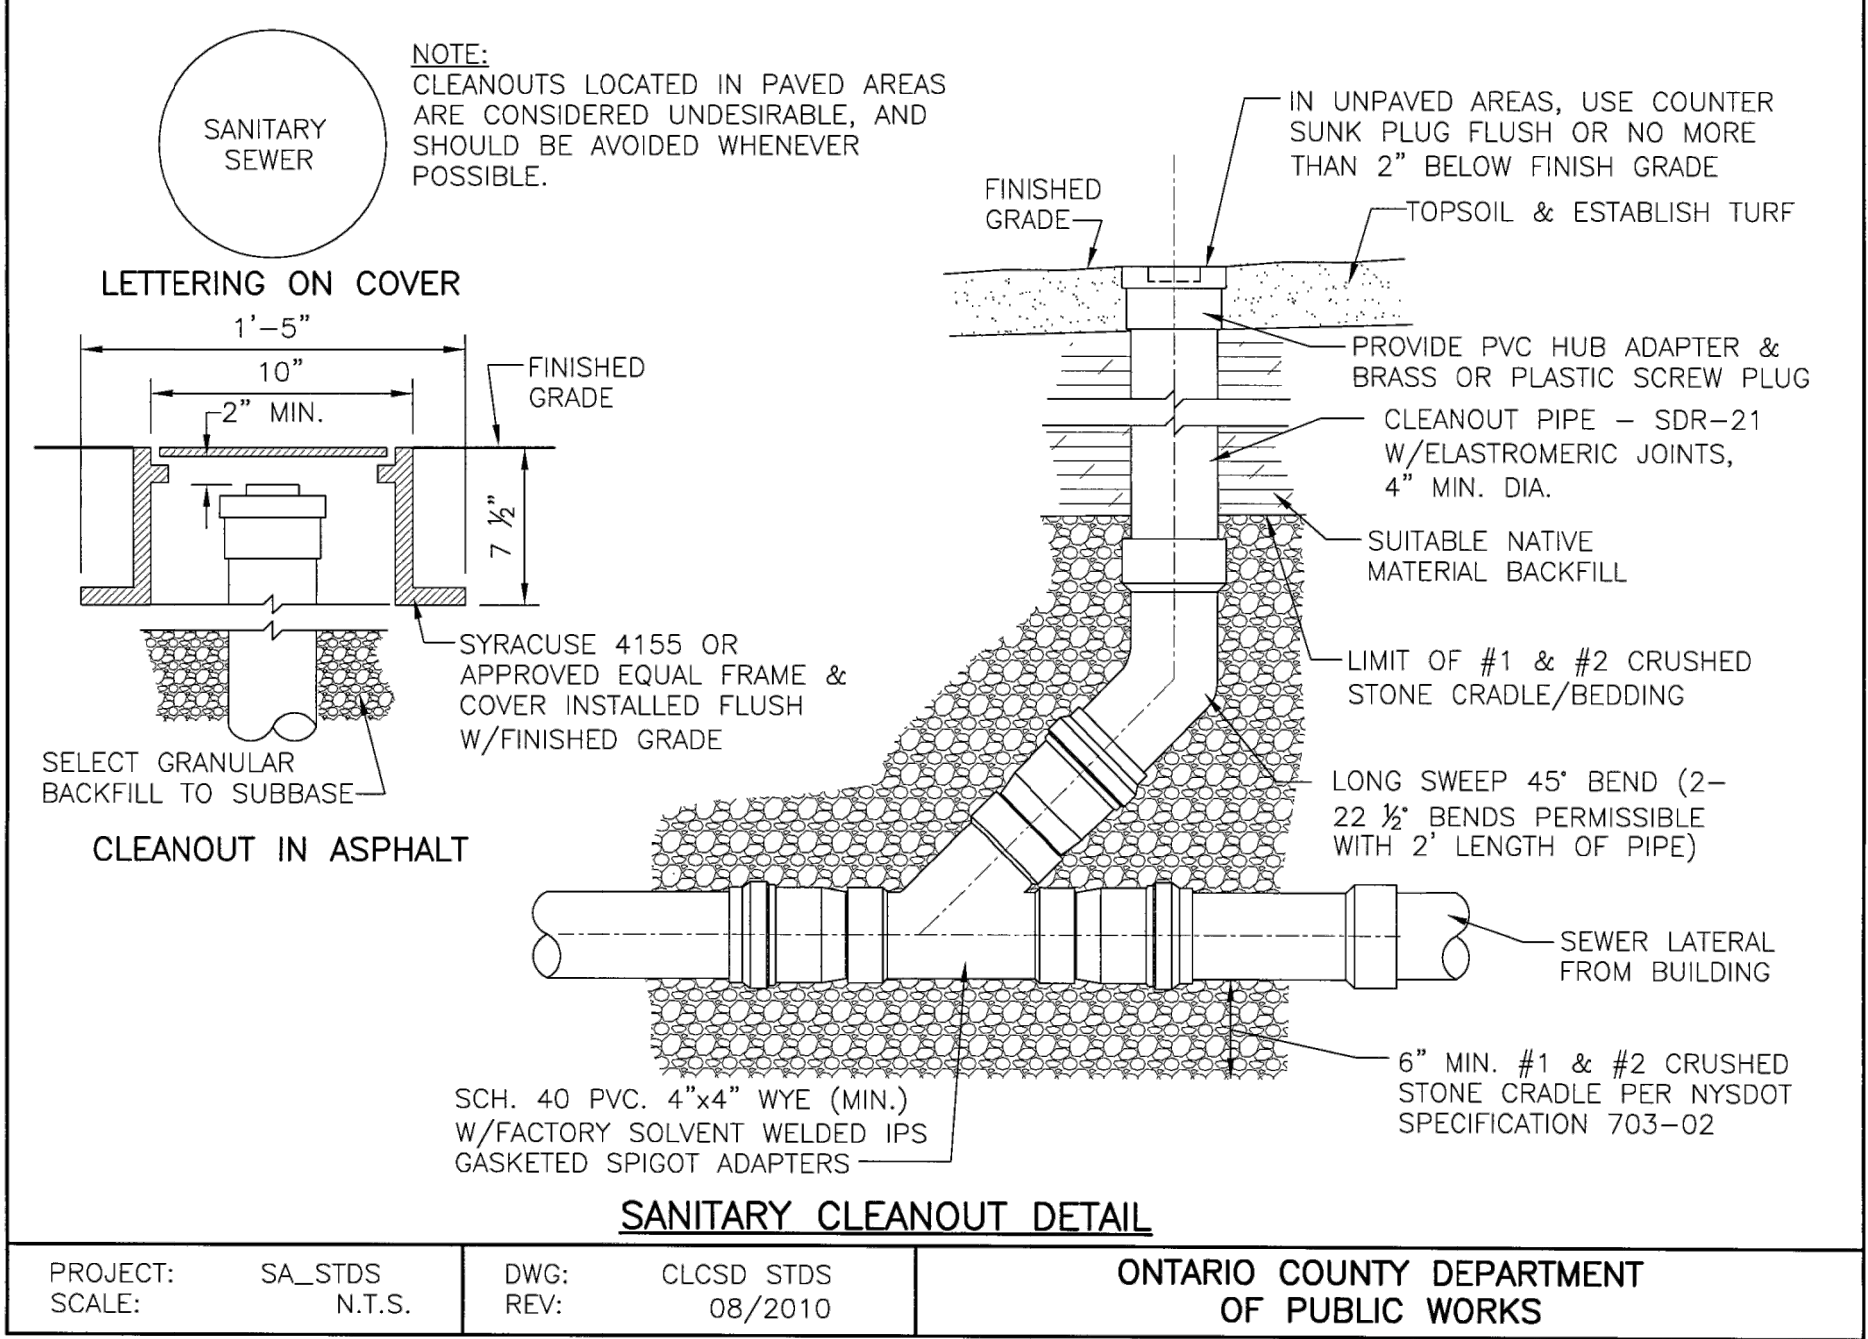 SANITARY
SEWER
NOTE:
CLEANOUTS LOCATED IN PAVED AREAS
ARE CONSIDERED UNDESIRABLE, AND
SHOULD BE AVOIDED WHENEVER
POSSIBLE.
LETTERING ON COVER
1'-5"
10"
2" MIN.
FINISHED
GRADE
7 ½"
SYRACUSE 4155 OR
APPROVED EQUAL FRAME &
COVER INSTALLED FLUSH
W/FINISHED GRADE
SELECT GRANULAR
BACKFILL TO SUBBASE
CLEANOUT IN ASPHALT
FINISHED
GRADE
IN UNPAVED AREAS, USE COUNTER
SUNK PLUG FLUSH OR NO MORE
THAN 2" BELOW FINISH GRADE
TOPSOIL & ESTABLISH TURF
PROVIDE PVC HUB ADAPTER &
BRASS OR PLASTIC SCREW PLUG
CLEANOUT PIPE - SDR-21
W/ELASTROMERIC JOINTS,
4" MIN. DIA.
SUITABLE NATIVE
MATERIAL BACKFILL
LIMIT OF #1 & #2 CRUSHED
STONE CRADLE/BEDDING
LONG SWEEP 45° BEND (2-
22 ½° BENDS PERMISSIBLE
WITH 2' LENGTH OF PIPE)
SEWER LATERAL
FROM BUILDING
6" MIN. #1 & #2 CRUSHED
STONE CRADLE PER NYSDOT
SPECIFICATION 703-02
SCH. 40 PVC. 4"x4" WYE (MIN.)
W/FACTORY SOLVENT WELDED IPS
GASKETED SPIGOT ADAPTERS
SANITARY CLEANOUT DETAIL
PROJECT: SA_STDS
SCALE: N.T.S.
DWG: CLCSD STDS
REV: 08/2010
ONTARIO COUNTY DEPARTMENT
OF PUBLIC WORKS